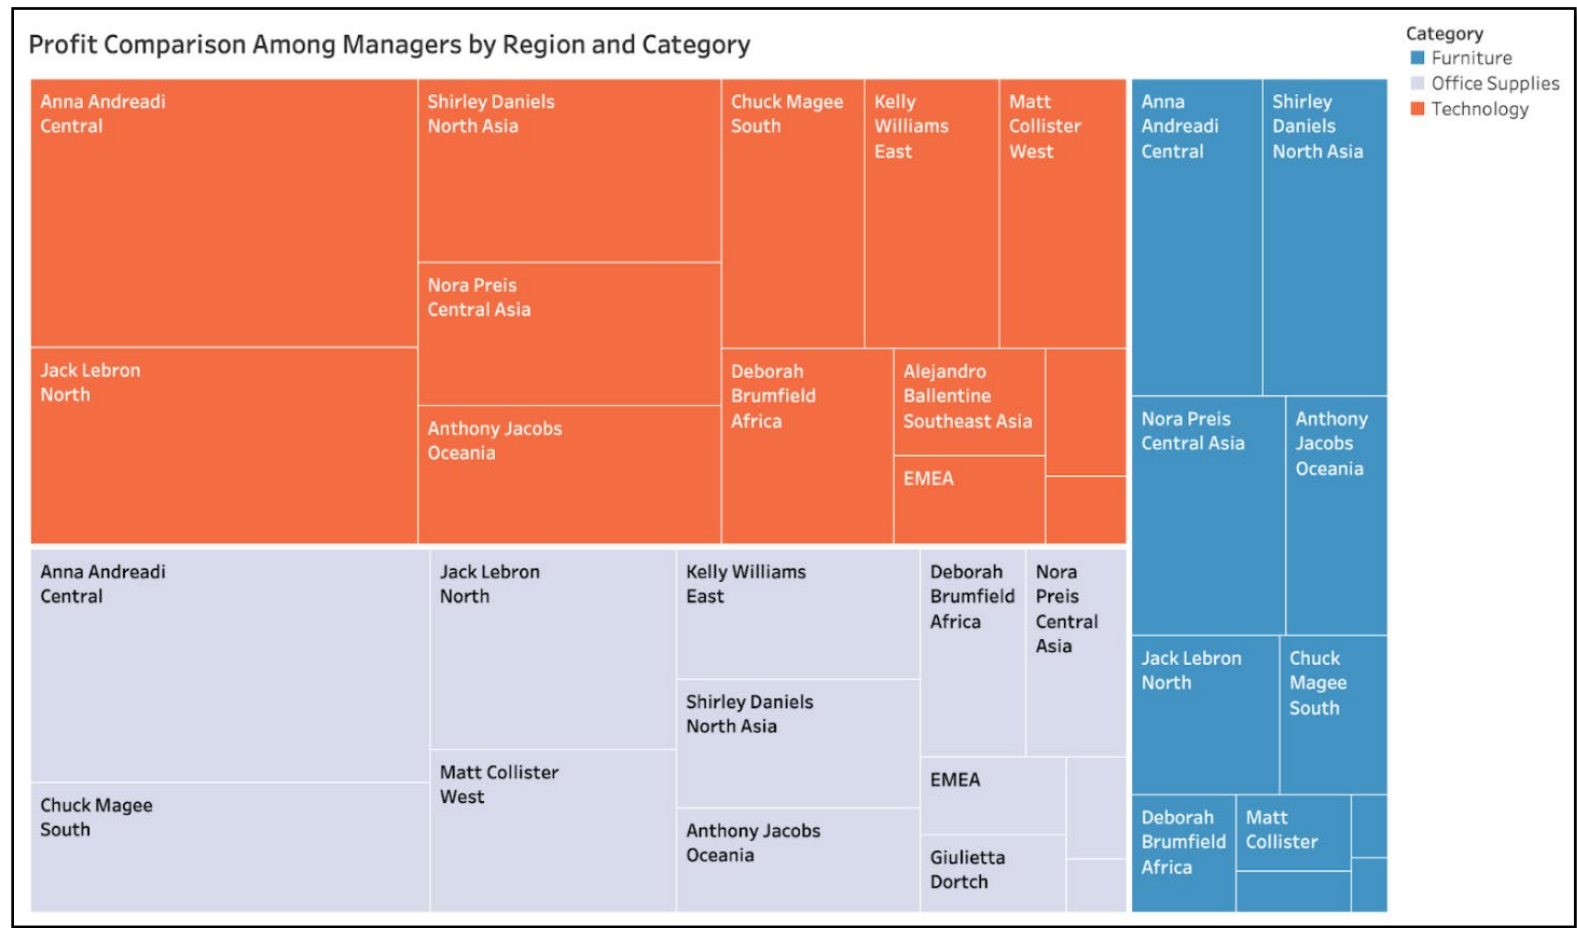 Profit Comparison Among Managers by Region and Category
Category
Furniture
Office Supplies
Technology
Anna Andreadi
Central
Shirley Daniels
North Asia
Chuck Magee
South
Kelly
Williams
East
Matt
Collister
West
Nora Preis
Central Asia
Jack Lebron
North
Deborah
Brumfield
Africa
Alejandro
Ballentine
Southeast Asia
Anthony Jacobs
Oceania
EMEA
Anna Andreadi
Central
Jack Lebron
North
Kelly Williams
East
Deborah
Brumfield
Africa
Nora
Preis
Central
Asia
Shirley Daniels
North Asia
Matt Collister
West
EMEA
Chuck Magee
South
Anthony Jacobs
Oceania
Giulietta
Dortch
Anna
Andreadi
Central
Shirley
Daniels
North Asia
Nora Preis
Central Asia
Anthony
Jacobs
Oceania
Jack Lebron
North
Chuck
Magee
South
Deborah
Brumfield
Africa
Matt
Collister